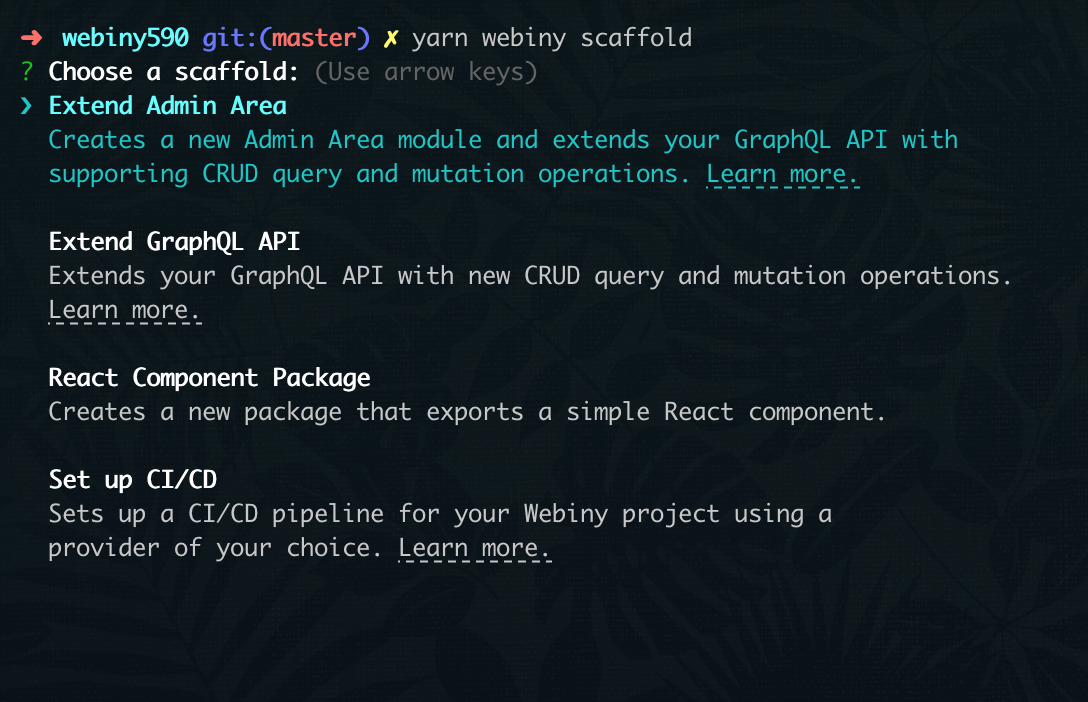 ➜ webiny590 git:(master) ✗ yarn webiny scaffold
? Choose a scaffold: (Use arrow keys)
❯ Extend Admin Area
Creates a new Admin Area module and extends your GraphQL API with
supporting CRUD query and mutation operations. Learn more.
Extend GraphQL API
Extends your GraphQL API with new CRUD query and mutation operations.
Learn more.
React Component Package
Creates a new package that exports a simple React component.
Set up CI/CD
Sets up a CI/CD pipeline for your Webiny project using a
provider of your choice. Learn more.